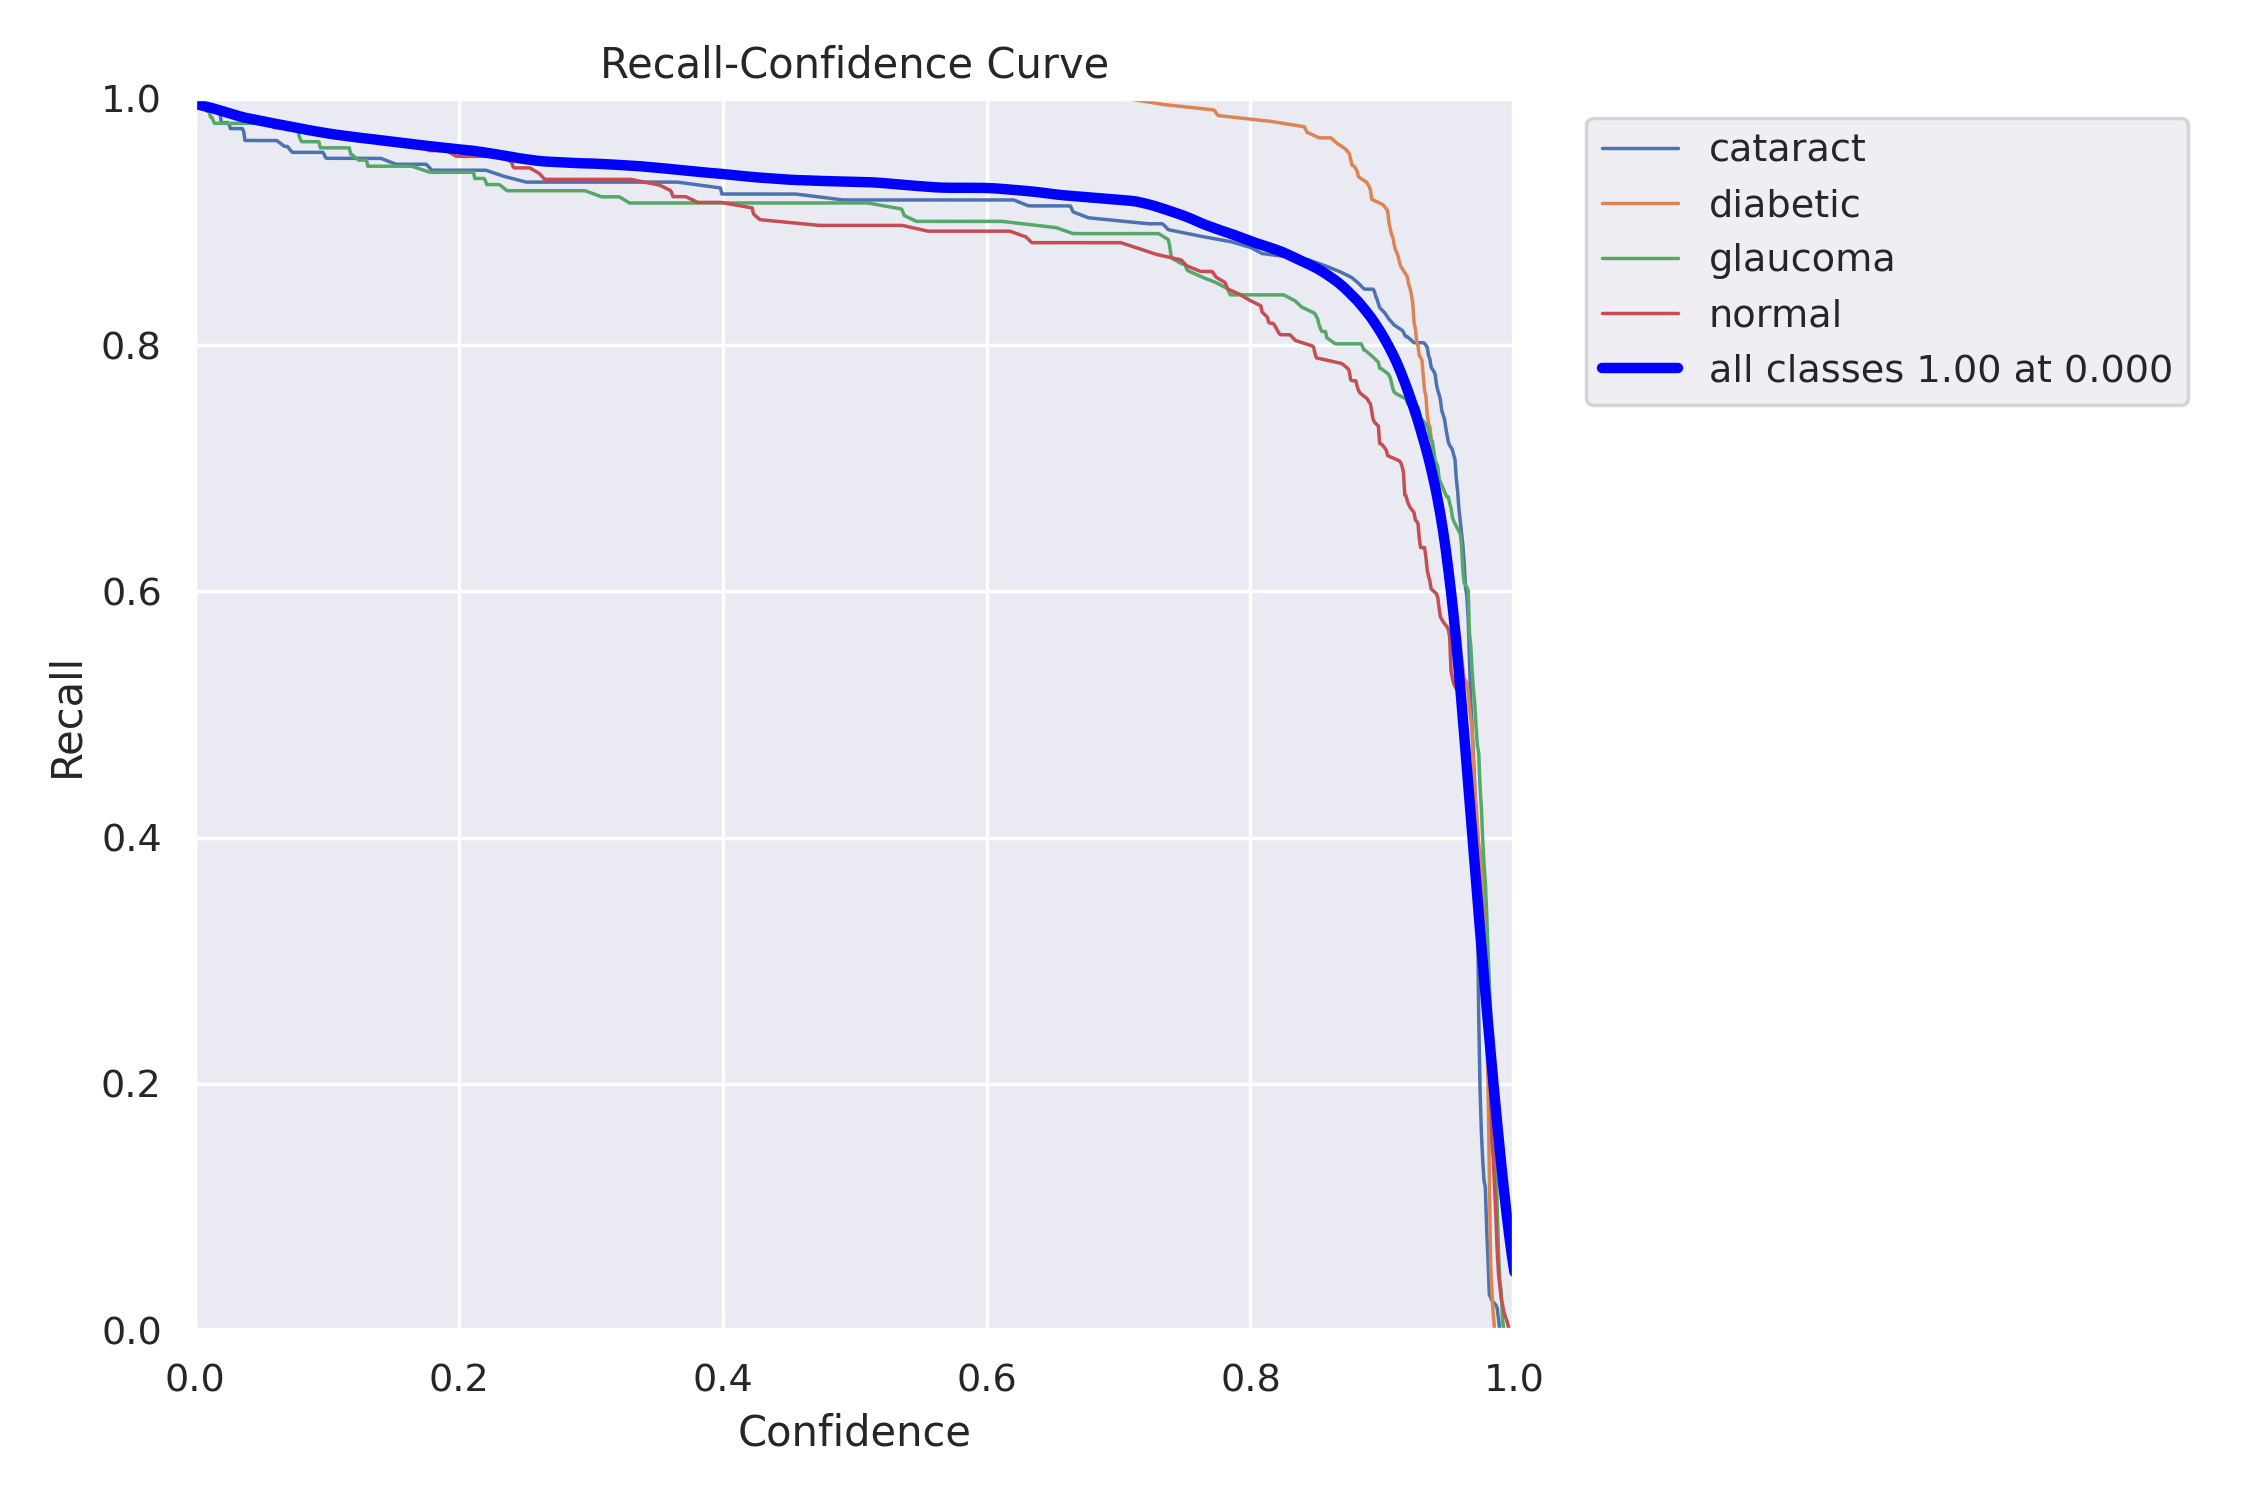 Recall-Confidence Curve
1.0
0.8
0.6
0.4
0.2
0.0
Recall
0.0 0.2 0.4 0.6 0.8 1.0
Confidence
cataract
diabetic
glaucoma
normal
all classes 1.00 at 0.000